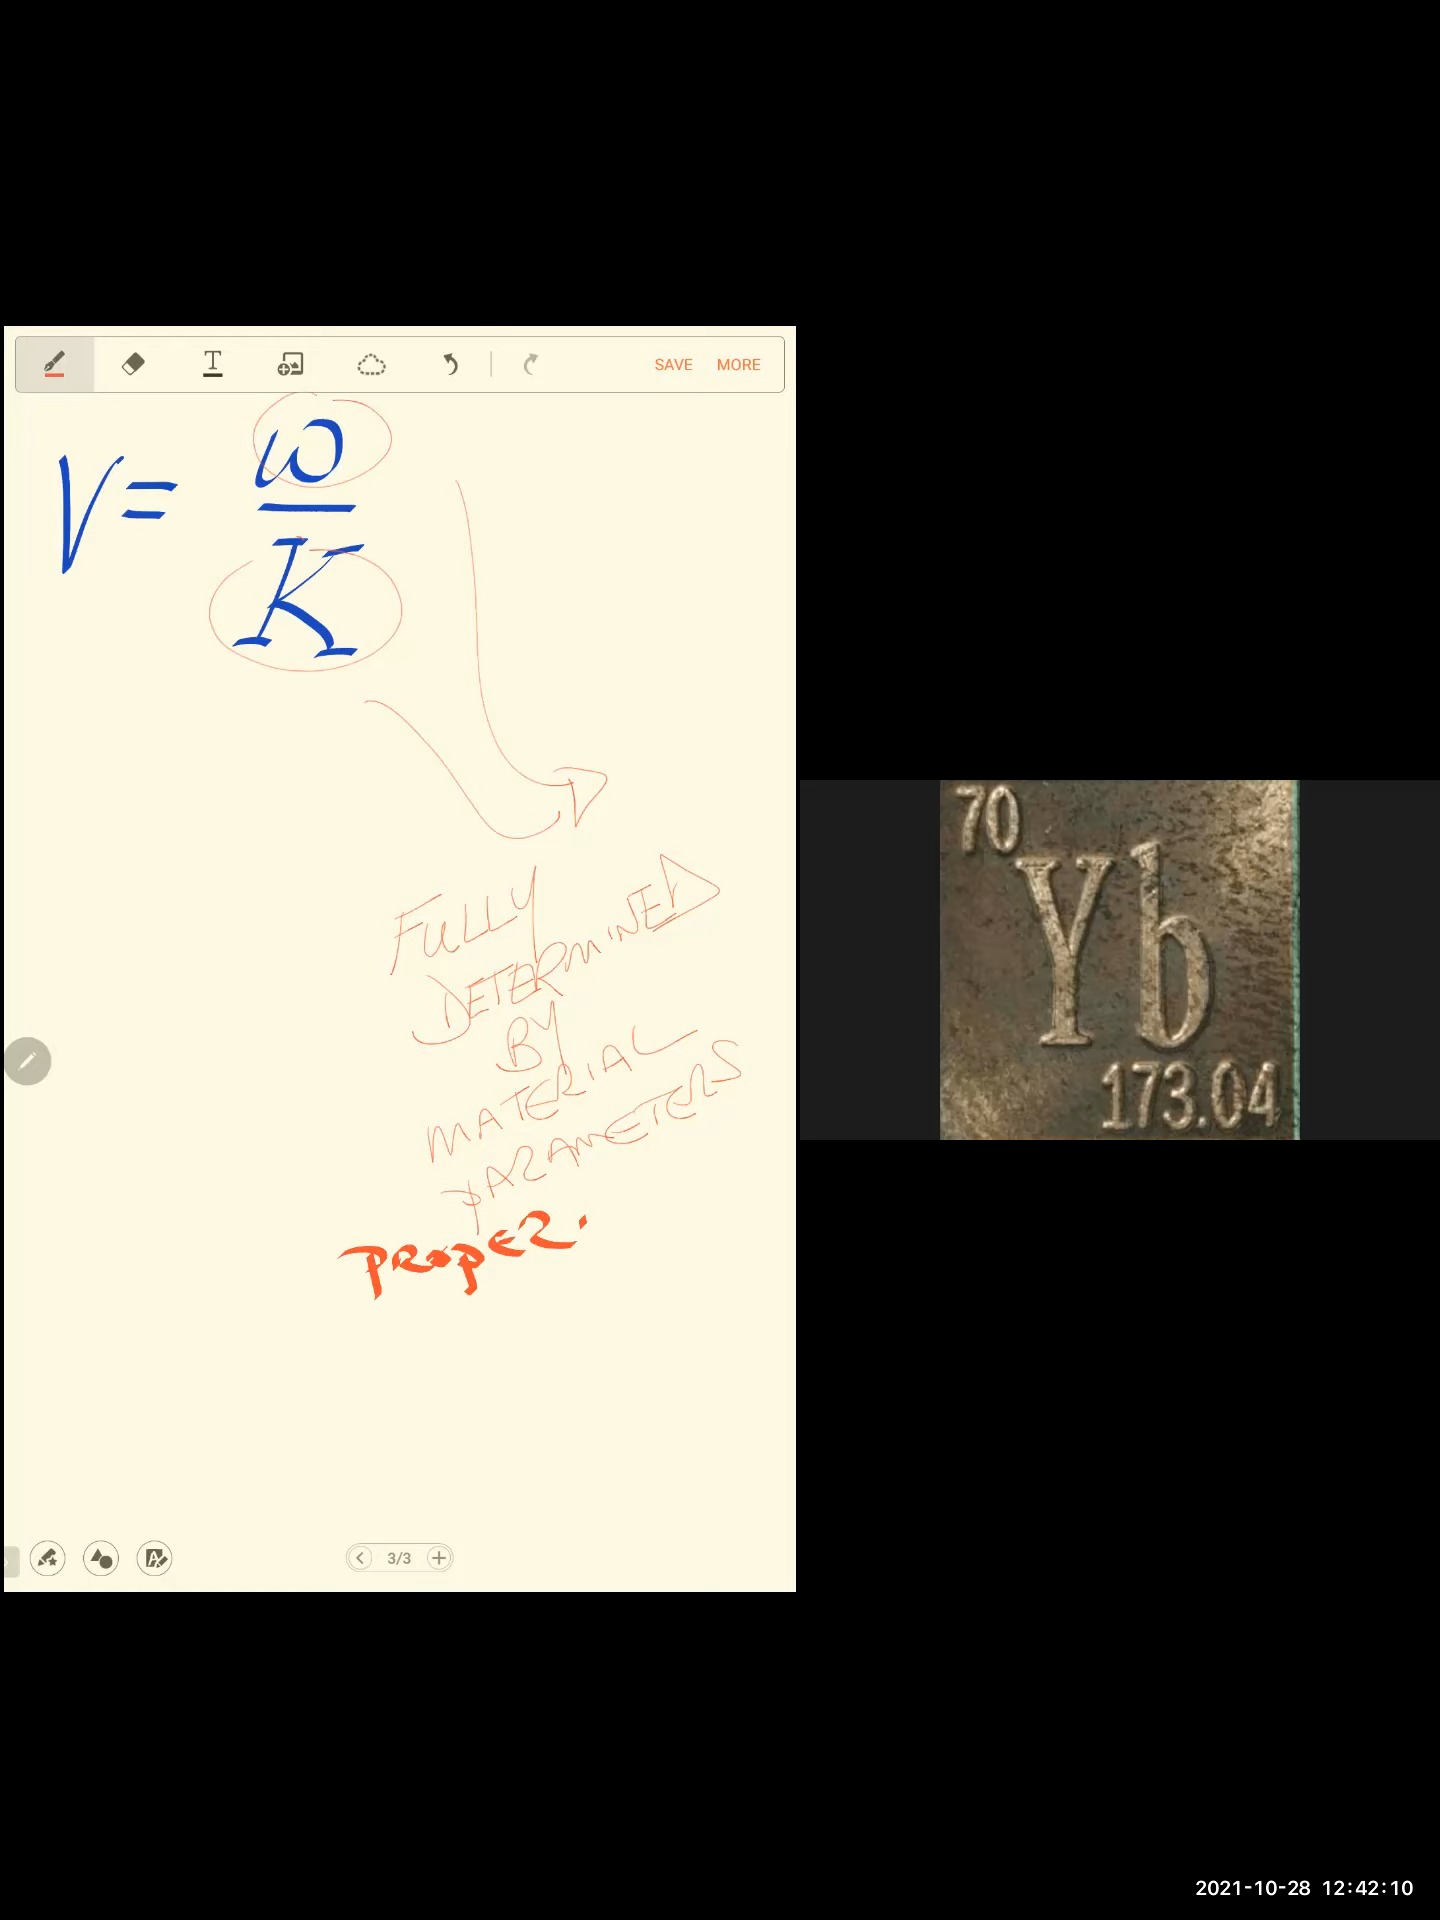 T SAVE MORE
V = ω
K
FULLY
DETERMINED
BY
MATERIAL
PARAMETERS
PROPER.
3/3
70
Yb
173.04
2021-10-28 12:42:10